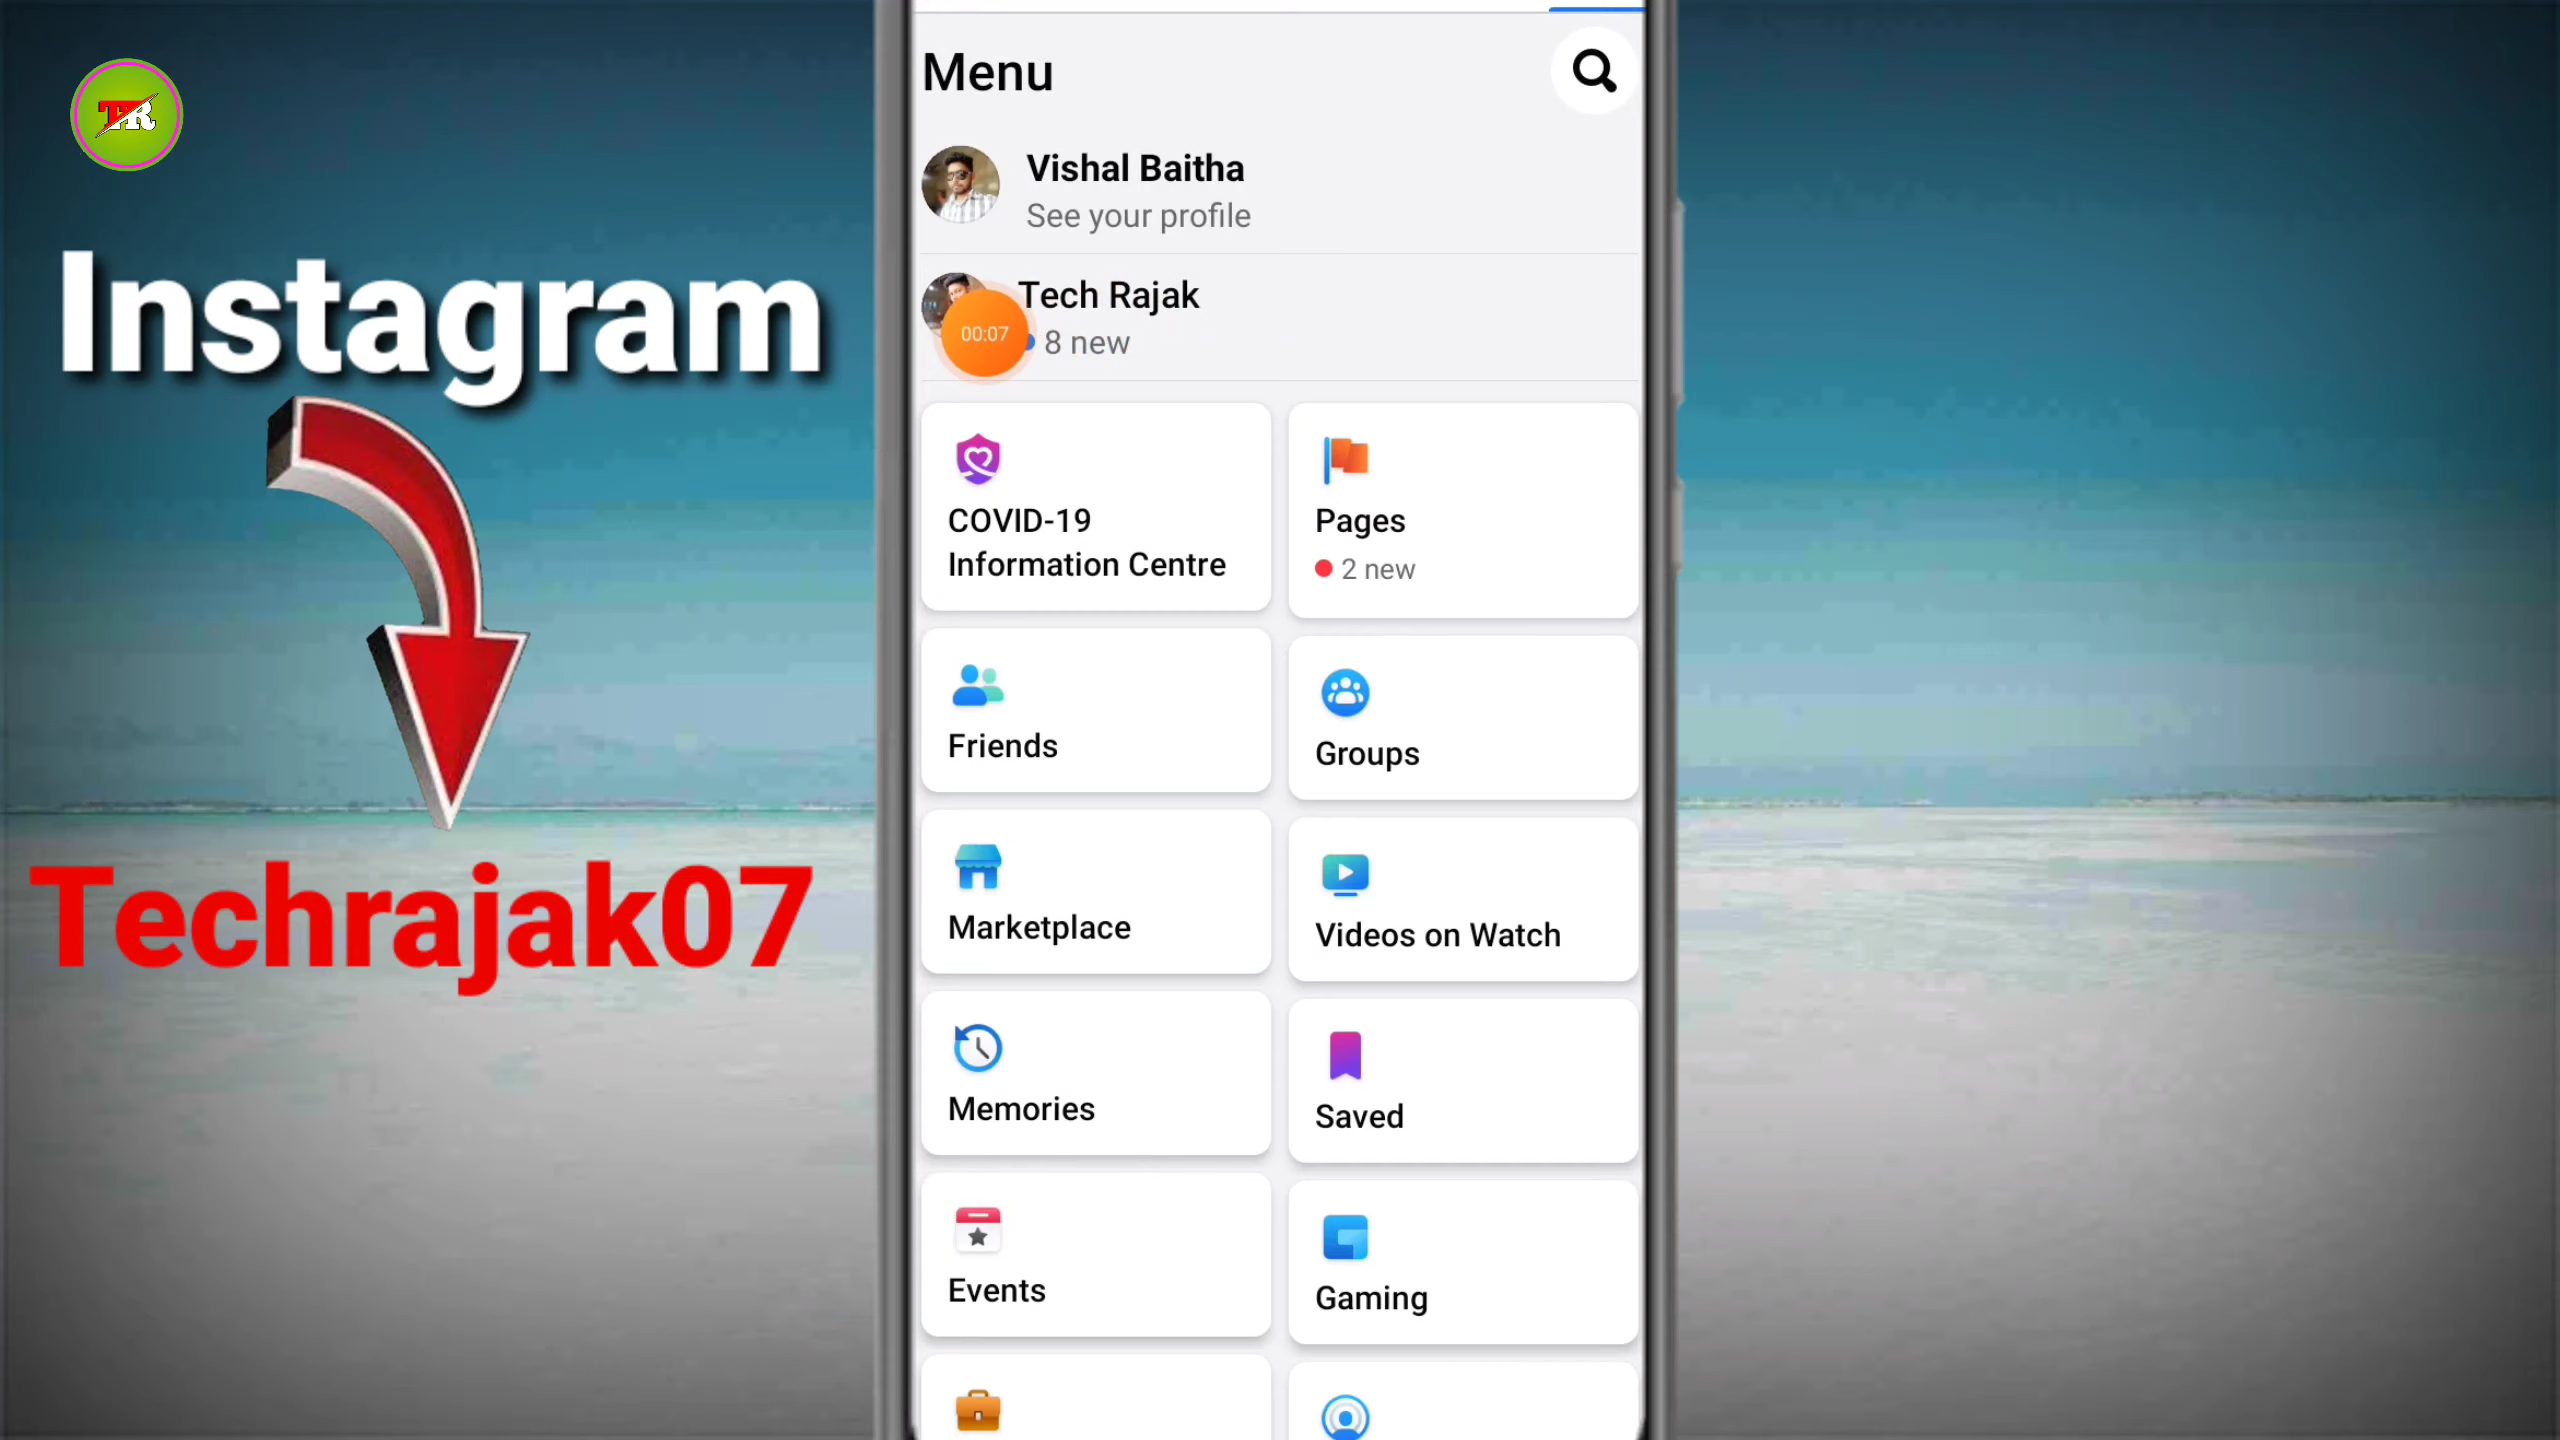 TR
Instagram
Techrajak07
Menu
Vishal Baitha
See your profile
Tech Rajak
00:07
8 new
COVID-19
Information Centre
Pages
2 new
Friends
Groups
Marketplace
Videos on Watch
Memories
Saved
Events
Gaming